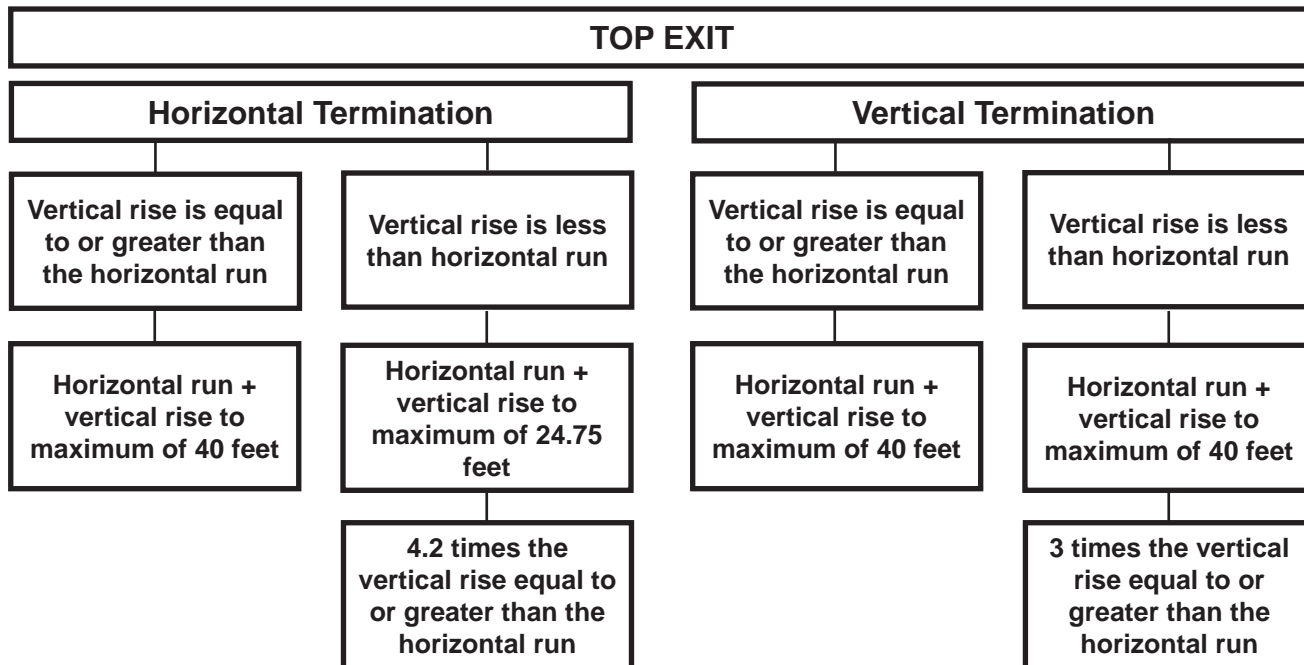 TOP EXIT
Horizontal Termination
Vertical rise is equal
to or greater than
the horizontal run
Horizontal run +
vertical rise to
maximum of 40 feet
Vertical rise is less
than horizontal run
Horizontal run +
vertical rise to
maximum of 24.75
feet
4.2 times the
vertical rise equal to
or greater than the
horizontal run
Vertical Termination
Vertical rise is equal
to or greater than
the horizontal run
Horizontal run +
vertical rise to
maximum of 40 feet
Vertical rise is less
than horizontal run
Horizontal run +
vertical rise to
maximum of 40 feet
3 times the vertical
rise equal to or
greater than the
horizontal run